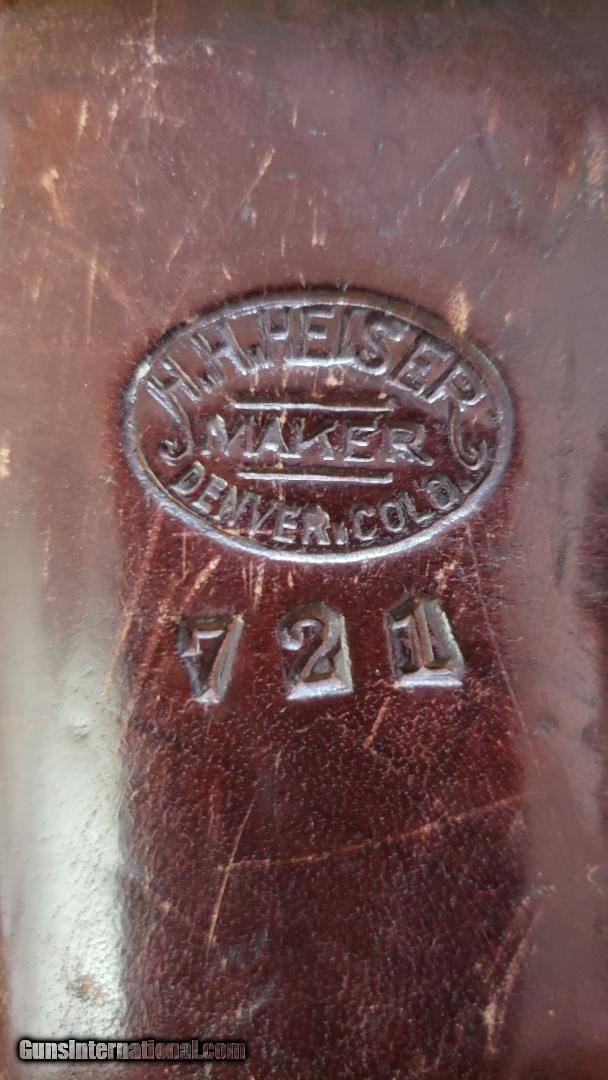 H.H.HEISER
MAKER
DENVER.COLO.
721
GunsInternational.com